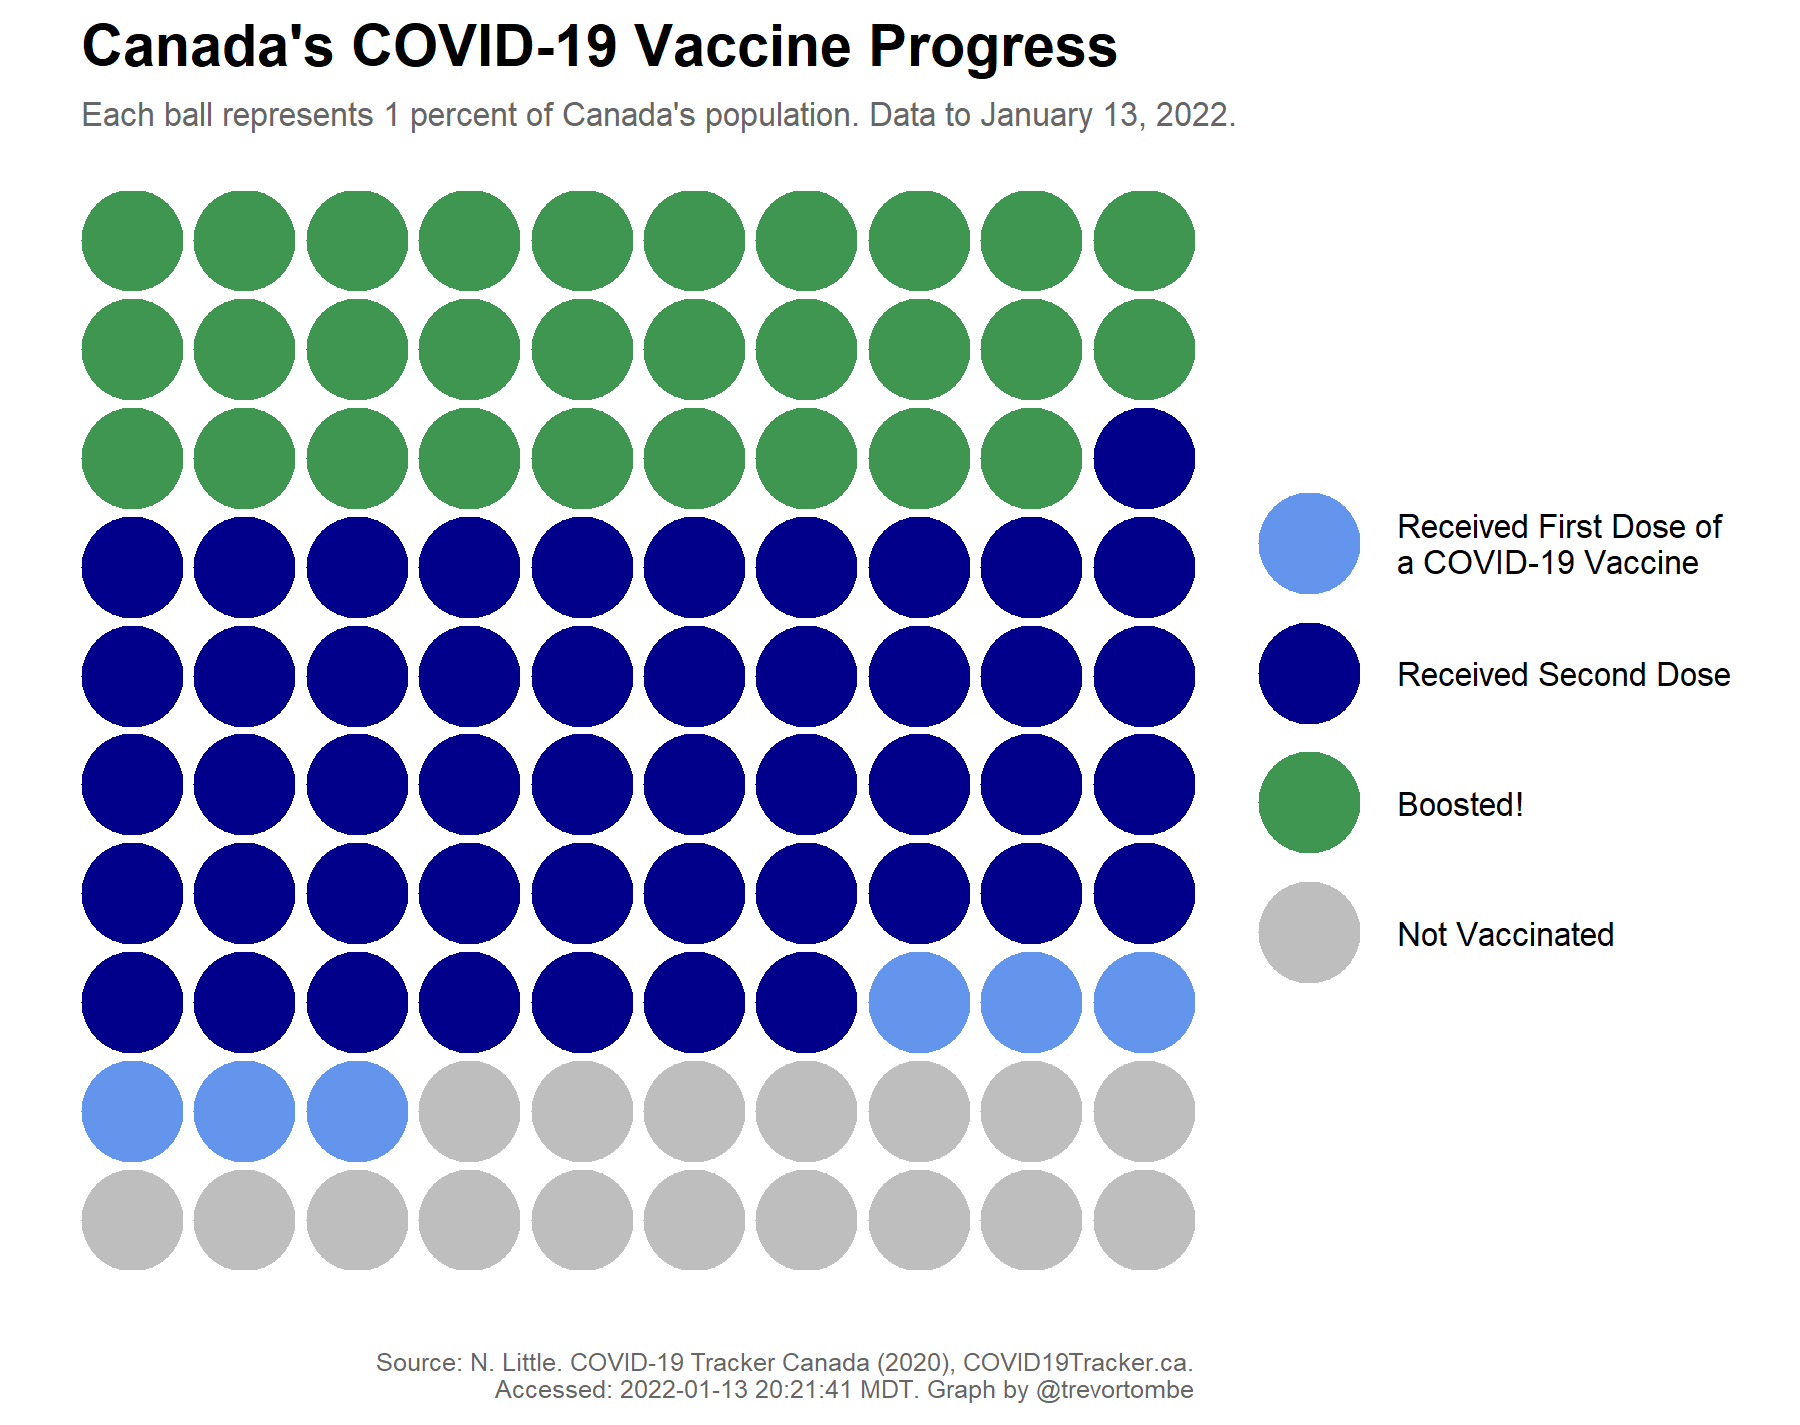 Canada's COVID-19 Vaccine Progress
Each ball represents 1 percent of Canada's population. Data to January 13, 2022.
Received First Dose of
a COVID-19 Vaccine
Received Second Dose
Boosted!
Not Vaccinated
Source: N. Little. COVID-19 Tracker Canada (2020), COVID19Tracker.ca.
Accessed: 2022-01-13 20:21:41 MDT. Graph by @trevortombe